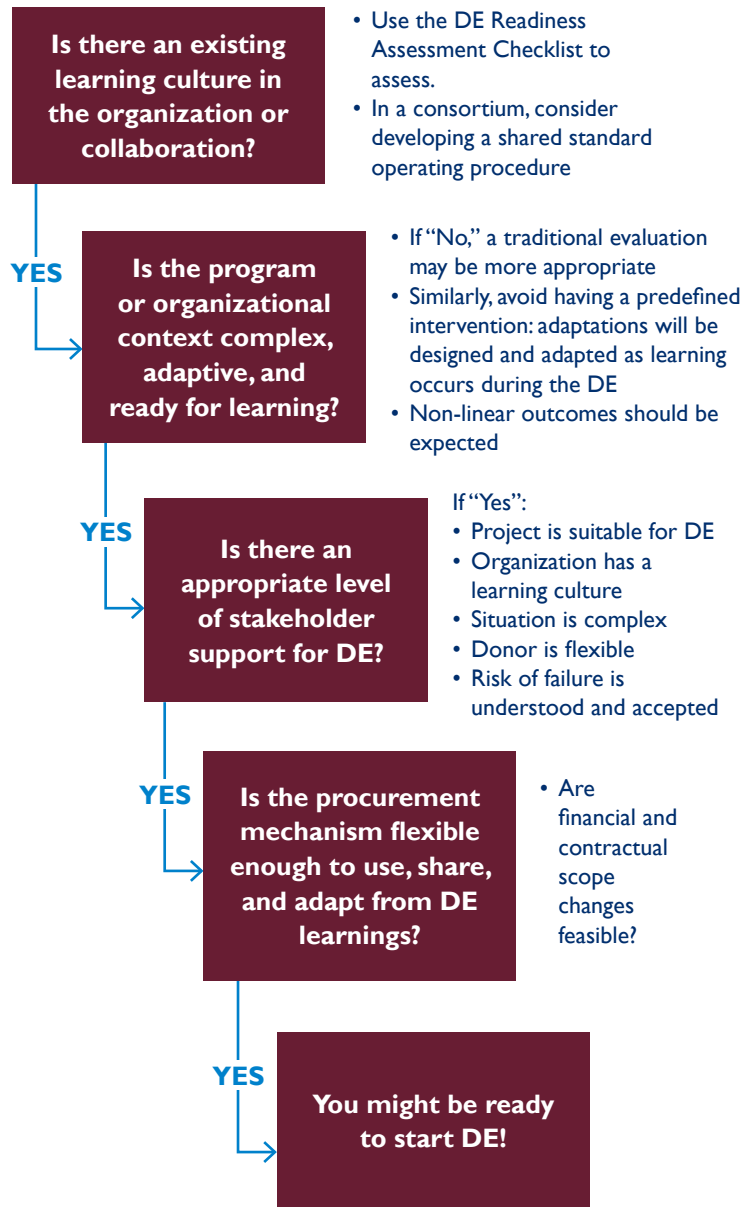 Is there an existing
learning culture in
the organization or
collaboration?
• Use the DE Readiness
Assessment Checklist to
assess.
• In a consortium, consider
developing a shared standard
operating procedure
YES
Is the program
or organizational
context complex,
adaptive, and
ready for learning?
• If “No,” a traditional evaluation
may be more appropriate
• Similarly, avoid having a predefined
intervention: adaptations will be
designed and adapted as learning
occurs during the DE
• Non-linear outcomes should be
expected
YES
Is there an
appropriate level
of stakeholder
support for DE?
If “Yes”:
• Project is suitable for DE
• Organization has a
learning culture
• Situation is complex
• Donor is flexible
• Risk of failure is
understood and accepted
YES
Is the procurement
mechanism flexible
enough to use, share,
and adapt from DE
learnings?
• Are
financial and
contractual
scope
changes
feasible?
YES
You might be ready
to start DE!